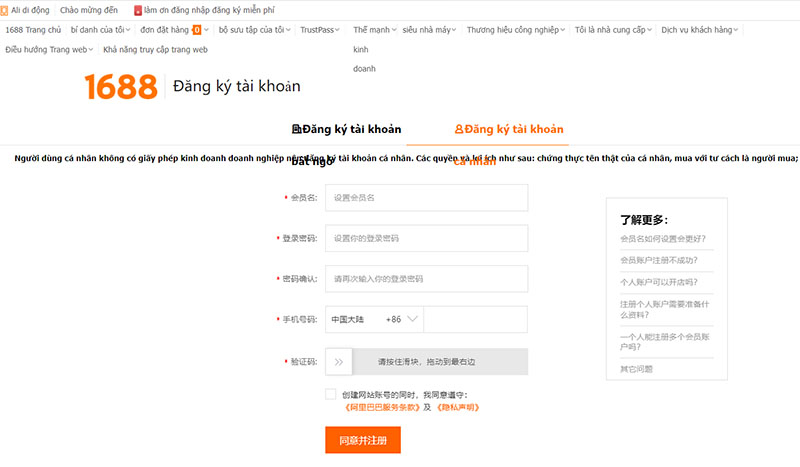 Ali di động Chào mừng đến làm ơn đăng nhập đăng ký miễn phí
1688 Trang chủ bí danh của tôi đơn đặt hàng 0 bộ sưu tập của tôi TrustPass Thế mạnh siêu nhà máy Thương hiệu công nghiệp Tôi là nhà cung cấp Dịch vụ khách hàng
kinh
Điều hướng Trang web Khả năng truy cập trang web
doanh
1688 Đăng ký tài khoản
Đăng ký tài khoản Đăng ký tài khoản
Người dùng cá nhân không có giấy phép kinh doanh doanh nghiệp nên đăng ký tài khoản cá nhân. Các quyền và lợi ích như sau: chứng thực tên thật của cá nhân, mua với tư cách là người mua;
bất ngờ cá nhân
* 会员名: 设置会员名
* 登录密码: 设置你的登录密码
* 密码确认: 请再次输入你的登录密码
* 手机号码: 中国大陆 +86
* 验证码: >> 请按住滑块，拖动到最右边
创建网站账号的同时，我同意遵守:
《阿里巴巴服务条款》及 《隐私声明》
同意并注册
了解更多:
会员名如何设置会更好?
会员账户注册不成功?
个人账户可以开店吗?
注册个人账户需要准备什
么资料?
一个人能注册多个会员账
户吗?
其它问题